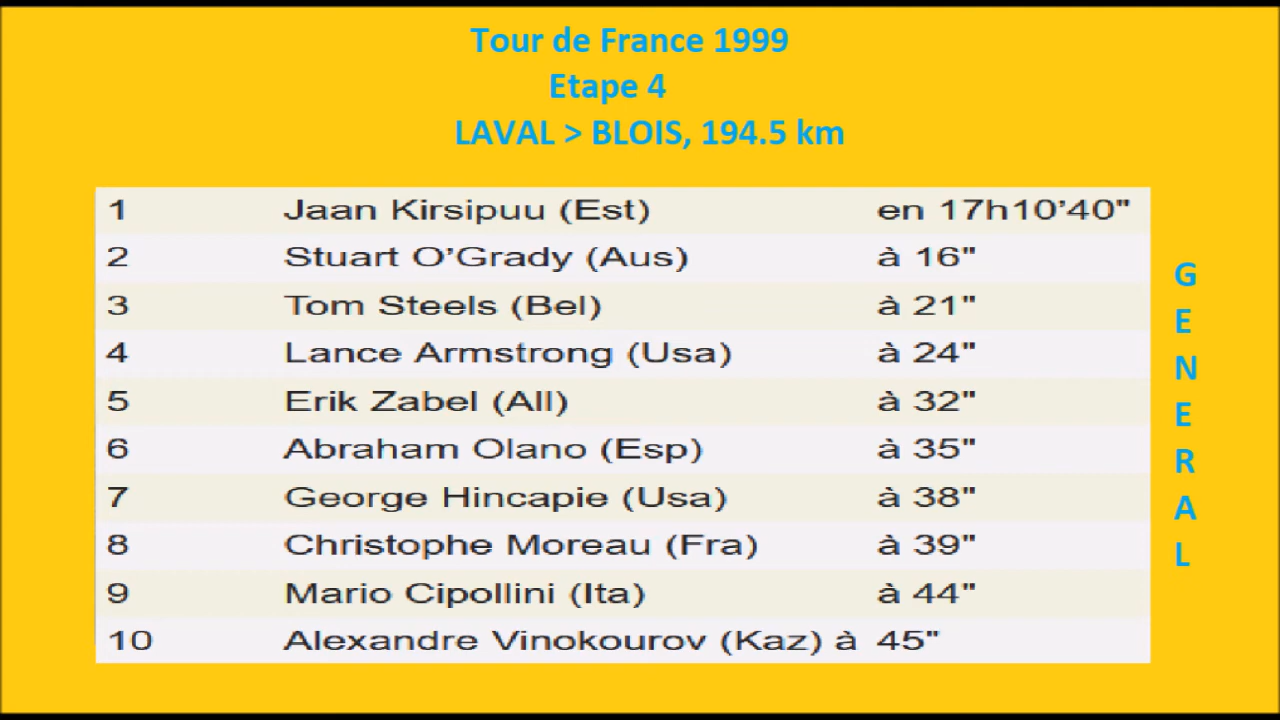 Tour de France 1999
Etape 4
LAVAL > BLOIS, 194.5 km
1 Jaan Kirsipuu (Est) en 17h10’40"
2 Stuart O’Grady (Aus) à 16"
3 Tom Steels (Bel) à 21"
4 Lance Armstrong (Usa) à 24"
5 Erik Zabel (All) à 32"
6 Abraham Olano (Esp) à 35"
7 George Hincapie (Usa) à 38"
8 Christophe Moreau (Fra) à 39"
9 Mario Cipollini (Ita) à 44"
10 Alexandre Vinokourov (Kaz) à 45"
GENERAL